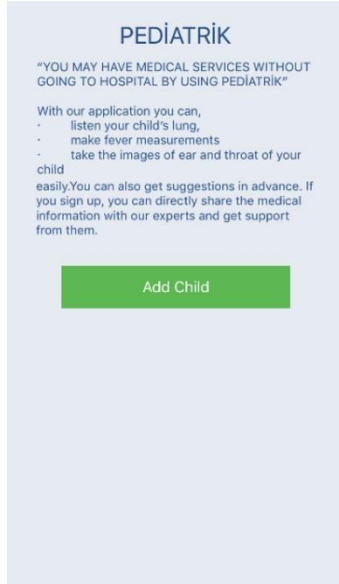 PEDİATRİK
“YOU MAY HAVE MEDICAL SERVICES WITHOUT
GOING TO HOSPITAL BY USING PEDİATRİK”
With our application you can,
· listen your child's lung,
· make fever measurements
· take the images of ear and throat of your
child
easily.You can also get suggestions in advance. If
you sign up, you can directly share the medical
information with our experts and get support
from them.
Add Child